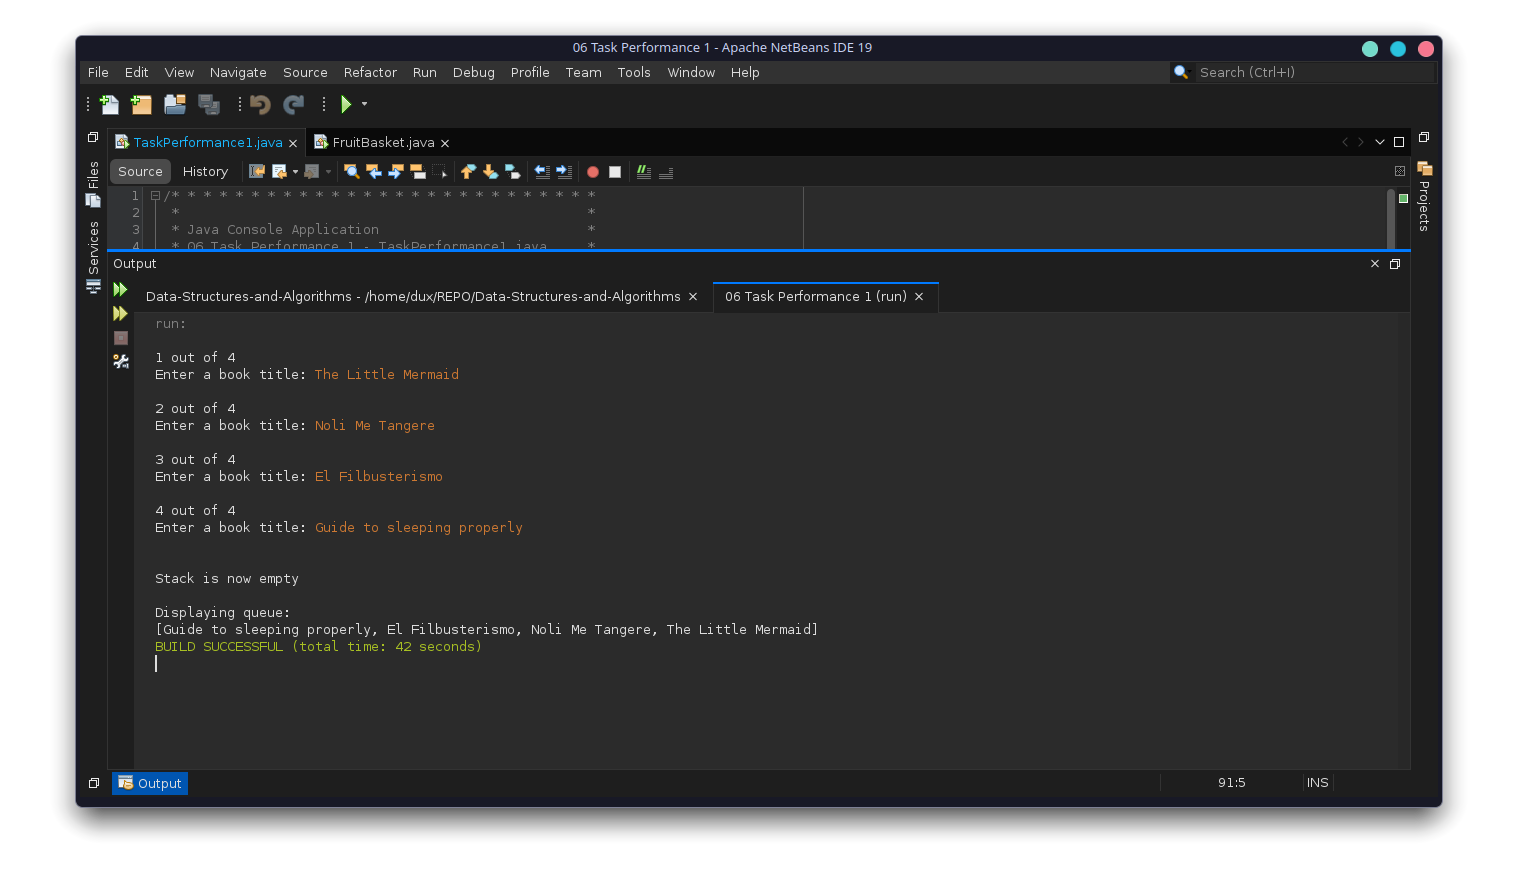 06 Task Performance 1 - Apache NetBeans IDE 19
File Edit View Navigate Source Refactor Run Debug Profile Team Tools Window Help
Search (Ctrl+I)
TaskPerformance1.java
FruitBasket.java
Files
Services
Projects
Source History
1 /* * * * * * * * * * * * * * * * * * * * * * * * * * *
2 * *
3 * Java Console Application *
4 * 06 Task Performance 1 - TaskPerformance1.java *
Output
Data-Structures-and-Algorithms - /home/dux/REPO/Data-Structures-and-Algorithms
06 Task Performance 1 (run)
run:
1 out of 4
Enter a book title: The Little Mermaid
2 out of 4
Enter a book title: Noli Me Tangere
3 out of 4
Enter a book title: El Filbusterismo
4 out of 4
Enter a book title: Guide to sleeping properly
Stack is now empty
Displaying queue:
[Guide to sleeping properly, El Filbusterismo, Noli Me Tangere, The Little Mermaid]
BUILD SUCCESSFUL (total time: 42 seconds)
Output
91:5
INS